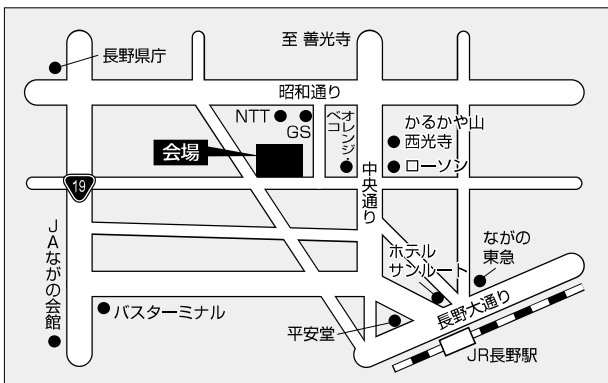 至 善光寺
長野県庁
昭和通り
NTT
GS
オレンジ・
ペコ
かるかや山
西光寺
会場
ローソン
19
中央通り
JAながの会館
ホテル
サンルート
ながの
東急
長野大通り
バスターミナル
平安堂
JR長野駅